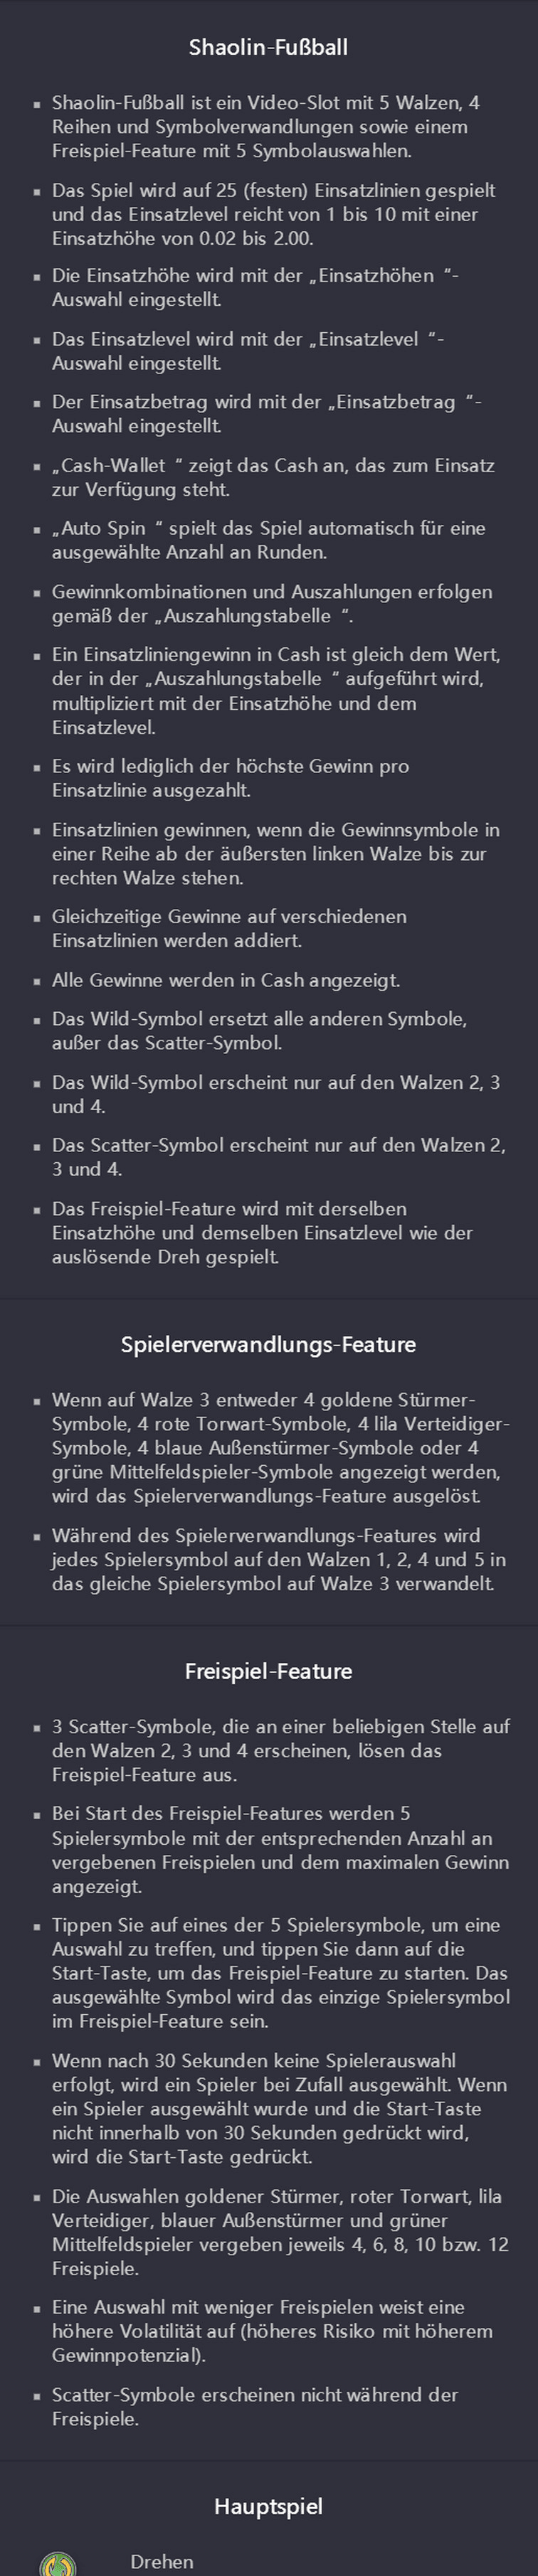 Shaolin-Fußball
▪ Shaolin-Fußball ist ein Video-Slot mit 5 Walzen, 4
Reihen und Symbolverwandlungen sowie einem
Freispiel-Feature mit 5 Symbolauswahlen.
▪ Das Spiel wird auf 25 (festen) Einsatzlinien gespielt
und das Einsatzlevel reicht von 1 bis 10 mit einer
Einsatzhöhe von 0.02 bis 2.00.
▪ Die Einsatzhöhe wird mit der „Einsatzhöhen “-
Auswahl eingestellt.
▪ Das Einsatzlevel wird mit der „Einsatzlevel “-
Auswahl eingestellt.
▪ Der Einsatzbetrag wird mit der „Einsatzbetrag “-
Auswahl eingestellt.
▪ „Cash-Wallet “ zeigt das Cash an, das zum Einsatz
zur Verfügung steht.
▪ „Auto Spin “ spielt das Spiel automatisch für eine
ausgewählte Anzahl an Runden.
▪ Gewinnkombinationen und Auszahlungen erfolgen
gemäß der „Auszahlungstabelle “.
▪ Ein Einsatzliniengewinn in Cash ist gleich dem Wert,
der in der „Auszahlungstabelle “ aufgeführt wird,
multipliziert mit der Einsatzhöhe und dem
Einsatzlevel.
▪ Es wird lediglich der höchste Gewinn pro
Einsatzlinie ausgezahlt.
▪ Einsatzlinien gewinnen, wenn die Gewinnsymbole in
einer Reihe ab der äußersten linken Walze bis zur
rechten Walze stehen.
▪ Gleichzeitige Gewinne auf verschiedenen
Einsatzlinien werden addiert.
▪ Alle Gewinne werden in Cash angezeigt.
▪ Das Wild-Symbol ersetzt alle anderen Symbole,
außer das Scatter-Symbol.
▪ Das Wild-Symbol erscheint nur auf den Walzen 2, 3
und 4.
▪ Das Scatter-Symbol erscheint nur auf den Walzen 2,
3 und 4.
▪ Das Freispiel-Feature wird mit derselben
Einsatzhöhe und demselben Einsatzlevel wie der
auslösende Dreh gespielt.
Spielerverwandlungs-Feature
▪ Wenn auf Walze 3 entweder 4 goldene Stürmer-
Symbole, 4 rote Torwart-Symbole, 4 lila Verteidiger-
Symbole, 4 blaue Außenstürmer-Symbole oder 4
grüne Mittelfeldspieler-Symbole angezeigt werden,
wird das Spielerverwandlungs-Feature ausgelöst.
▪ Während des Spielerverwandlungs-Features wird
jedes Spielersymbol auf den Walzen 1, 2, 4 und 5 in
das gleiche Spielersymbol auf Walze 3 verwandelt.
Freispiel-Feature
▪ 3 Scatter-Symbole, die an einer beliebigen Stelle auf
den Walzen 2, 3 und 4 erscheinen, lösen das
Freispiel-Feature aus.
▪ Bei Start des Freispiel-Features werden 5
Spielersymbole mit der entsprechenden Anzahl an
vergebenen Freispielen und dem maximalen Gewinn
angezeigt.
▪ Tippen Sie auf eines der 5 Spielersymbole, um eine
Auswahl zu treffen, und tippen Sie dann auf die
Start-Taste, um das Freispiel-Feature zu starten. Das
ausgewählte Symbol wird das einzige Spielersymbol
im Freispiel-Feature sein.
▪ Wenn nach 30 Sekunden keine Spielerauswahl
erfolgt, wird ein Spieler bei Zufall ausgewählt. Wenn
ein Spieler ausgewählt wurde und die Start-Taste
nicht innerhalb von 30 Sekunden gedrückt wird,
wird die Start-Taste gedrückt.
▪ Die Auswahlen goldener Stürmer, roter Torwart, lila
Verteidiger, blauer Außenstürmer und grüner
Mittelfeldspieler vergeben jeweils 4, 6, 8, 10 bzw. 12
Freispiele.
▪ Eine Auswahl mit weniger Freispielen weist eine
höhere Volatilität auf (höheres Risiko mit höherem
Gewinnpotenzial).
▪ Scatter-Symbole erscheinen nicht während der
Freispiele.
Hauptspiel
Drehen